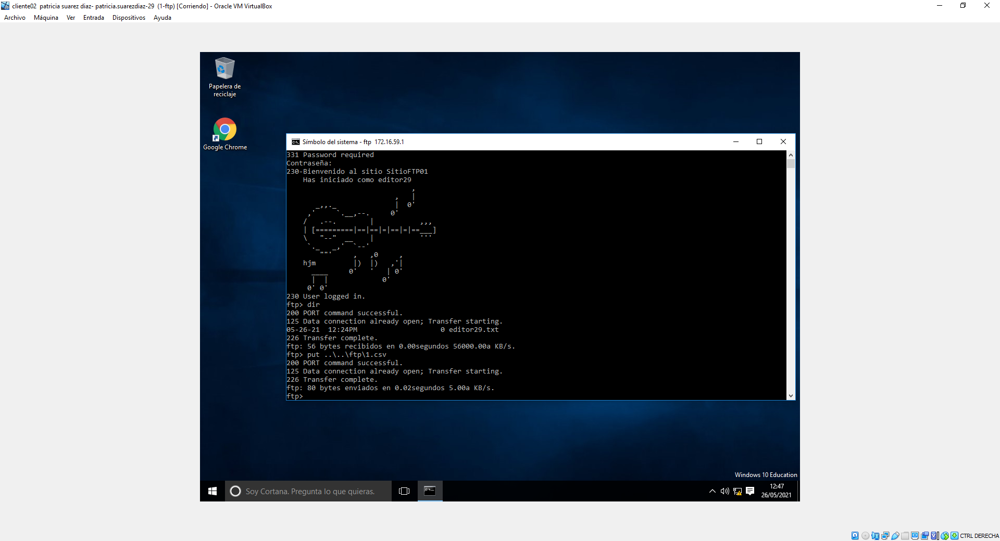 cliente02 patricia suarez diaz- patricia.suarezdiaz-29 (1-ftp) [Corriendo] - Oracle VM VirtualBox
Archivo Máquina Ver Entrada Dispositivos Ayuda
Papelera de
reciclaje
Google Chrome
Símbolo del sistema - ftp 172.16.59.1
331 Password required
Contraseña:
230-Bienvenido al sitio SitioFTP01
    Has iniciado como editor29
                              ,
                          ,   |
       _,,._              |  0'
     ,'     `.__,--.     0'
    /   .--.        |           ,,,
    | [=========|==|==|=|==|=|==___]
    \   "--"  __    |           '''
     `._   _,'  `--'
        ""'     ,   ,0     ,
    hjm         |)  |)   ,'|
      ____     0'   '   | 0'
      |  |             0'
     0' 0'
230 User logged in.
ftp> dir
200 PORT command successful.
125 Data connection already open; Transfer starting.
05-26-21  12:24PM                    0 editor29.txt
226 Transfer complete.
ftp: 56 bytes recibidos en 0.00segundos 56000.00a KB/s.
ftp> put ..\..\ftp\1.csv
200 PORT command successful.
125 Data connection already open; Transfer starting.
226 Transfer complete.
ftp: 80 bytes enviados en 0.02segundos 5.00a KB/s.
ftp>
Windows 10 Education
Soy Cortana. Pregunta lo que quieras.
12:47
26/05/2021
CTRL DERECHA